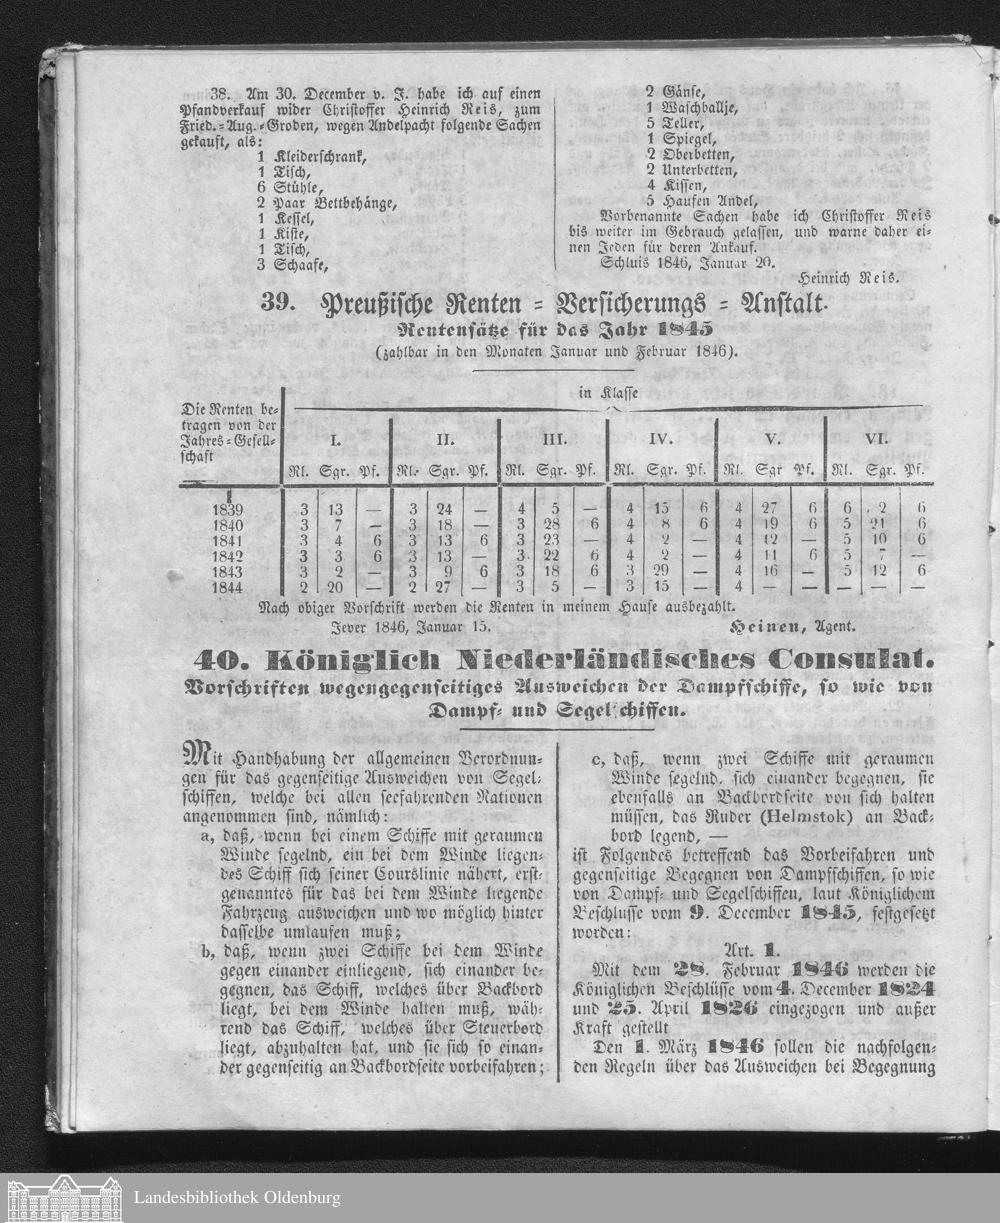 38. Am 30. December v. J. habe ich auf einen
Pfandverkauf wider Christoffer Heinrich Reis, zum
Fried.=Aug.=Groden, wegen Andelpacht folgende Sachen
gekauft, als:
1 Kleiderschrank,
1 Tisch,
6 Stühle,
2 Paar Bettbehänge,
1 Kessel,
1 Kiste,
1 Tisch,
3 Schaafe,
2 Gänse,
1 Waschballje,
5 Teller,
1 Spiegel,
2 Oberbetten,
2 Unterbetten,
4 Kissen,
5 Haufen Andel,
Vorbenannte Sachen habe ich Christoffer Reis
bis weiter im Gebrauch gelassen, und warne daher ei=
nen Jeden für deren Ankauf.
Schluis 1846, Januar 20.
Heinrich Reis.
39. Preußische Renten = Versicherungs = Anstalt.
Rentensätze für das Jahr 1845
(zahlbar in den Monaten Januar und Februar 1846).
in Klasse
Die Renten be=
tragen von der
Jahres=Gesell=
schaft
I. II. III. IV. V. VI.
Rl. Sgr. Pf. Rl. Sgr. Pf. Rl. Sgr. Pf. Rl. Sgr. Pf. Rl. Sgr Pf. Rl. Sgr. Pf.
1839 3 13 — 3 24 — 4 5 — 4 15 6 4 27 6 6 2 6
1840 3 7 — 3 18 — 3 28 6 4 8 6 4 19 6 5 21 6
1841 3 4 6 3 13 6 3 23 — 4 2 — 4 12 — 5 10 6
1842 3 3 6 3 13 — 3 22 6 4 2 — 4 11 6 5 7 —
1843 3 2 — 3 9 6 3 18 6 3 29 — 4 16 — 5 12 6
1844 2 20 — 2 27 — 3 5 — 3 15 — 4 — — — — —
Nach obiger Vorschrift werden die Renten in meinem Hause ausbezahlt.
Jever 1846, Januar 15. Heinen, Agent.
40. Königlich Niederländisches Consulat.
Vorschriften wegengegenseitiges Ausweichen der Dampfschiffe, so wie von
Dampf= und Segelschiffen.
Mit Handhabung der allgemeinen Verordnun=
gen für das gegenseitige Ausweichen von Segel=
schiffen, welche bei allen seefahrenden Nationen
angenommen sind, nämlich:
a, daß, wenn bei einem Schiffe mit geraumen
Winde segelnd, ein bei dem Winde liegen=
des Schiff sich seiner Courslinie nähert, erst=
genanntes für das bei dem Winde liegende
Fahrzeug ausweichen und wo möglich hinter
dasselbe umlaufen muß;
b, daß, wenn zwei Schiffe bei dem Winde
gegen einander einliegend, sich einander be=
gegnen, das Schiff, welches über Backbord
liegt, bei dem Winde halten muß, wäh=
rend das Schiff, welches über Steuerbord
liegt, abzuhalten hat, und sie sich so einan=
der gegenseitig an Backbordseite vorbeifahren;
c, daß, wenn zwei Schiffe mit geraumen
Winde segelnd, sich einander begegnen, sie
ebenfalls an Backbordseite von sich halten
müssen, das Ruder (Helmstok) an Back=
bord legend, —
ist Folgendes betreffend das Vorbeifahren und
gegenseitige Begegnen von Dampfschiffen, so wie
von Dampf= und Segelschiffen, laut Königlichem
Beschlusse vom 9. December 1845, festgesetzt
worden:
Art. 1.
Mit dem 28. Februar 1846 werden die
Königlichen Beschlüsse vom 4. December 1824
und 25. April 1826 eingezogen und außer
Kraft gestellt
Den 1. März 1846 sollen die nachfolgen=
den Regeln über das Ausweichen bei Begegnung
Landesbibliothek Oldenburg